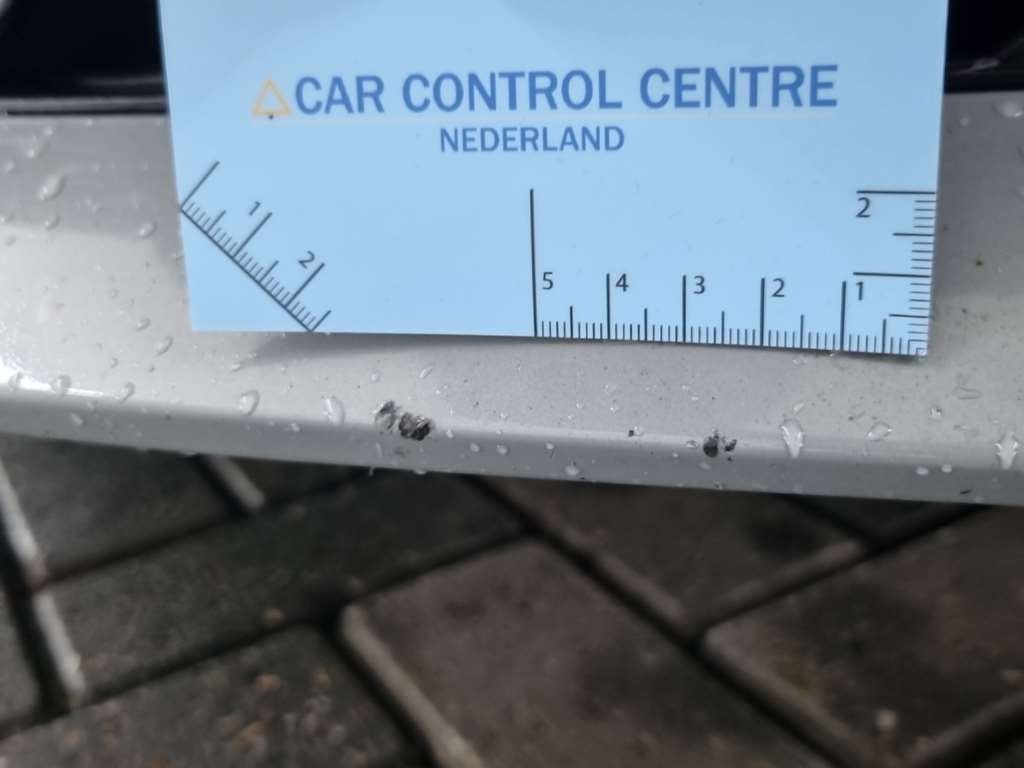 CAR CONTROL CENTRE
NEDERLAND
1 2
5 4 3 2 1
2